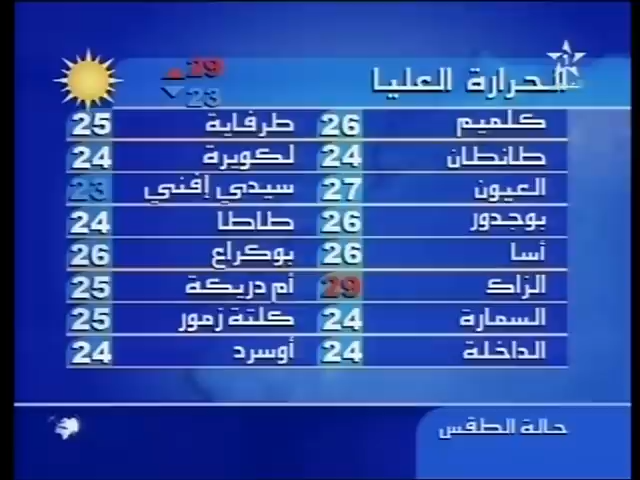 الحرارة العليا
29
23
كلميم 26 طرفاية 25
طانطان 24 لكويرة 24
العيون 27 سيدي إفني 23
بوجدور 26 طاطا 24
أسا 26 بوكراع 26
الزاك 29 أم دريكة 25
السمارة 24 كلتة زمور 25
الداخلة 24 أوسرد 24
حالة الطقس